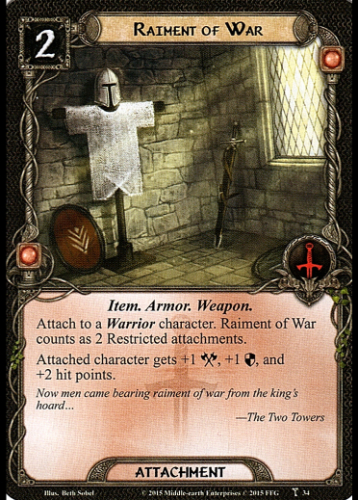 2
RAIMENT OF WAR
Item. Armor. Weapon.
Attach to a Warrior character. Raiment of War
counts as 2 Restricted attachments.
Attached character gets +1 , +1 , and
+2 hit points.
Now men came bearing raiment of war from the king's
hoard...
—The Two Towers
Illus. Beth Sobel
© 2015 Middle-earth Enterprises © 2015 FFG
34
ATTACHMENT